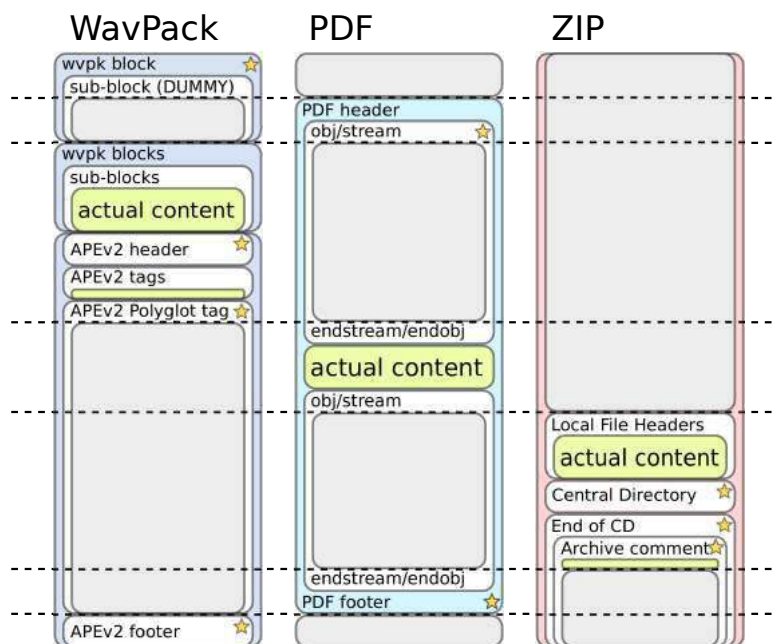 WavPack
PDF
ZIP
wvpk block
sub-block (DUMMY)
wvpk blocks
sub-blocks
actual content
APEv2 header
APEv2 tags
APEv2 Polyglot tag
APEv2 footer
PDF header
obj/stream
endstream/endobj
actual content
obj/stream
endstream/endobj
PDF footer
Local File Headers
actual content
Central Directory
End of CD
Archive comment